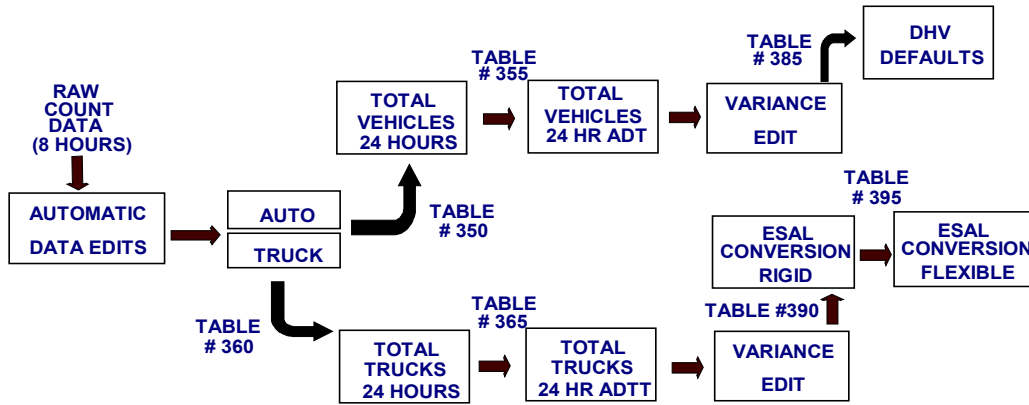 RAW
COUNT
DATA
(8 HOURS)
AUTOMATIC
DATA EDITS
AUTO
TRUCK
TABLE
# 350
TOTAL
VEHICLES
24 HOURS
TABLE
# 355
TOTAL
VEHICLES
24 HR ADT
VARIANCE
EDIT
TABLE
# 385
DHV
DEFAULTS
TABLE
# 360
TOTAL
TRUCKS
24 HOURS
TABLE
# 365
TOTAL
TRUCKS
24 HR ADTT
VARIANCE
EDIT
TABLE #390
ESAL
CONVERSION
RIGID
TABLE
# 395
ESAL
CONVERSION
FLEXIBLE